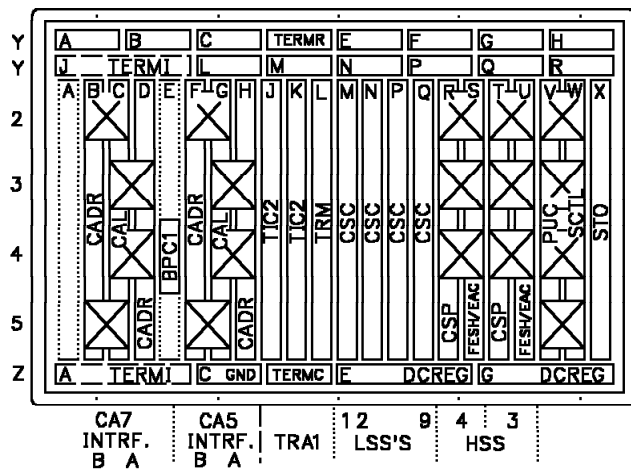 Y A B C TERMR E F G H
Y J TERMI L M N P Q R
A B C D E F G H J K L M N P Q R S T U V W X
2
3
4
5
CADR
CAL
CADR
BPC1
CADR
CAL
CADR
TIC2
TIC2
TRM
CSC
CSC
CSC
CSC
CSP
FESH/EAC
CSP
FESH/EAC
PUC
SCTL
STO
Z A TERMI C GND TERMC E DCREG G DCREG
CA7 CA5 12 9 4 3
INTRF. INTRF. TRA1 LSS'S HSS
B A B A